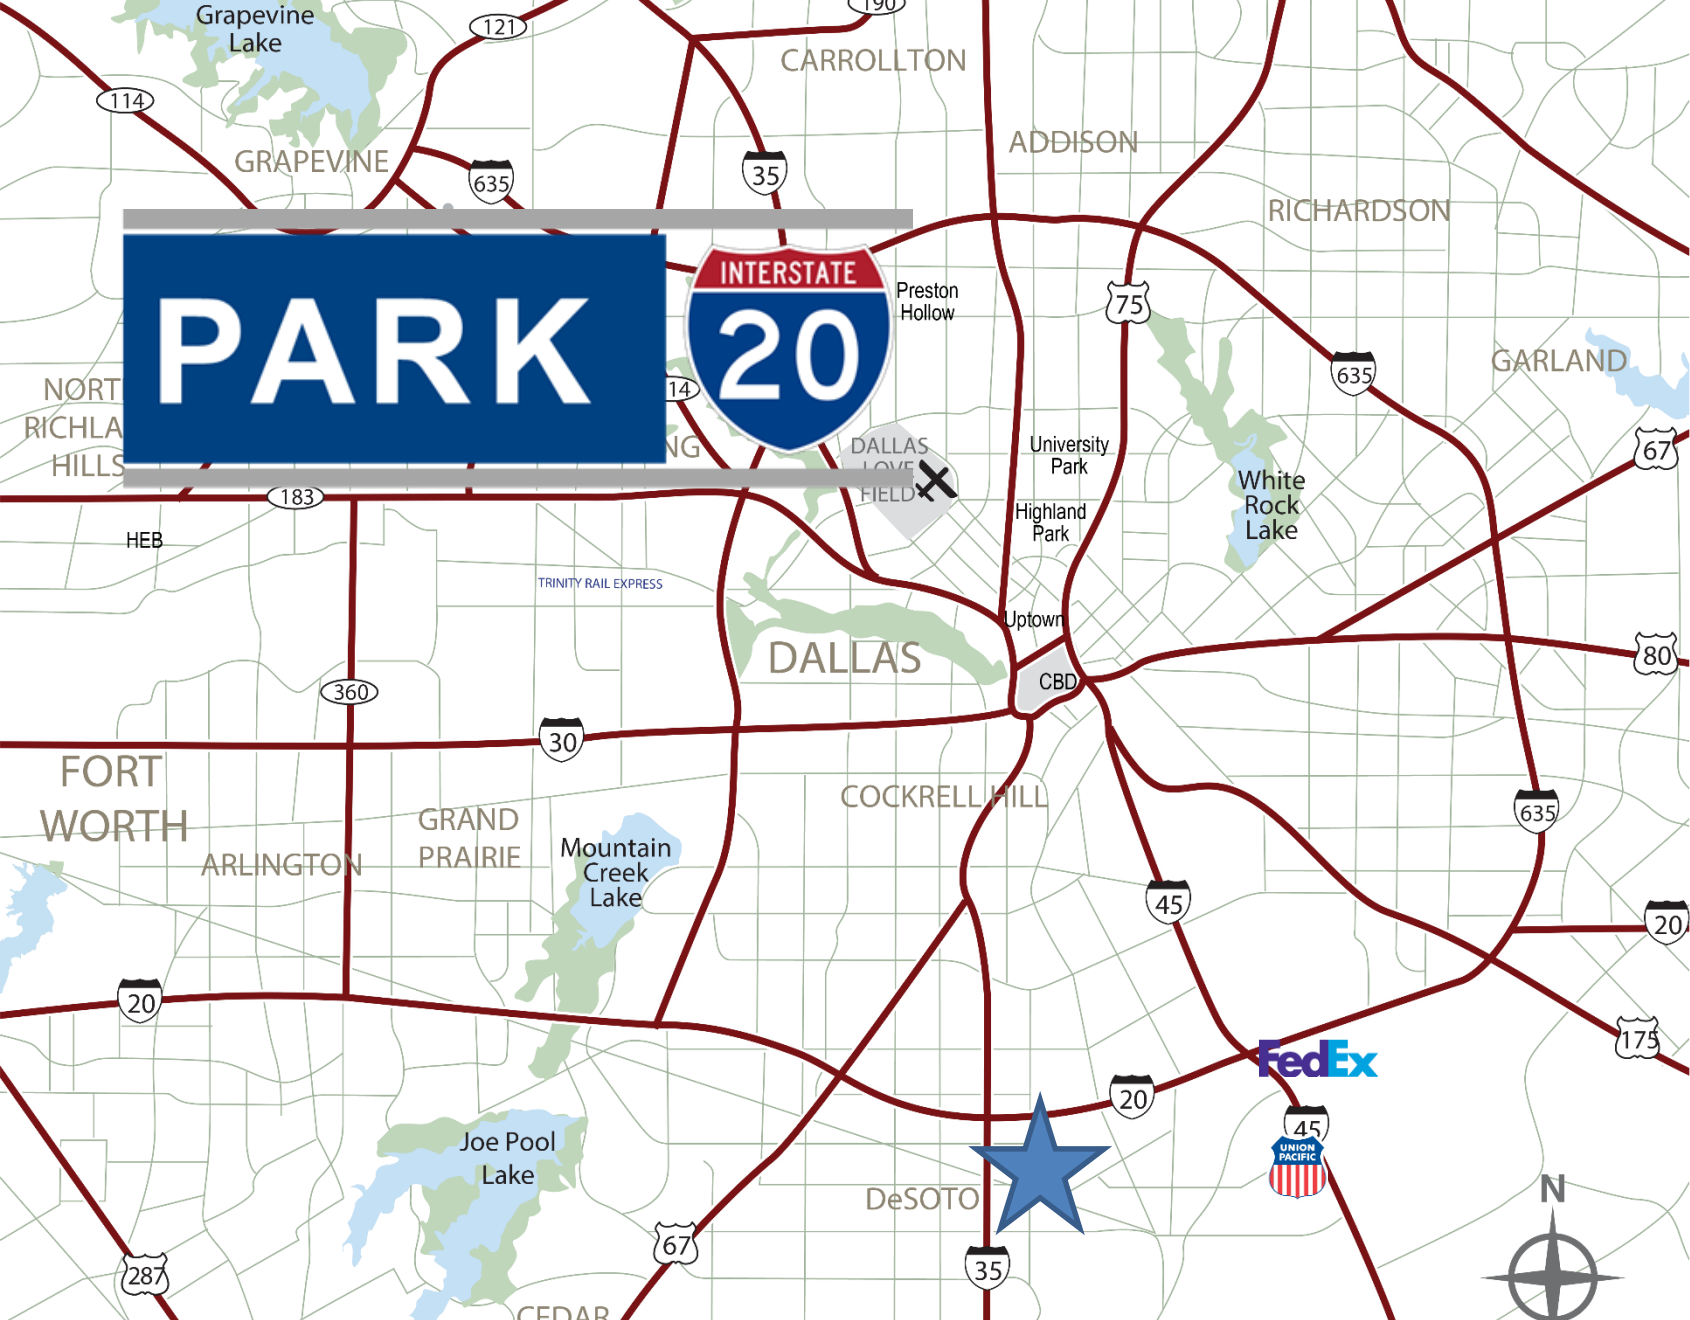 Grapevine
Lake
121
190
CARROLLTON
114
ADDISON
GRAPEVINE
635
35
RICHARDSON
INTERSTATE
PARK
20
Preston
Hollow
75
NORT
RICHLA
HILLS
14
635
GARLAND
NG
DALLAS
LOVE
FIELD
University
Park
67
183
White
Rock
Lake
Highland
Park
HEB
TRINITY RAIL EXPRESS
Uptown
DALLAS
80
360
CBD
30
FORT
WORTH
COCKRELL HILL
635
GRAND
PRAIRIE
ARLINGTON
Mountain
Creek
Lake
45
20
20
175
FedEx
20
45
Joe Pool
Lake
UNION
PACIFIC
DeSOTO
N
67
35
287
CEDAR